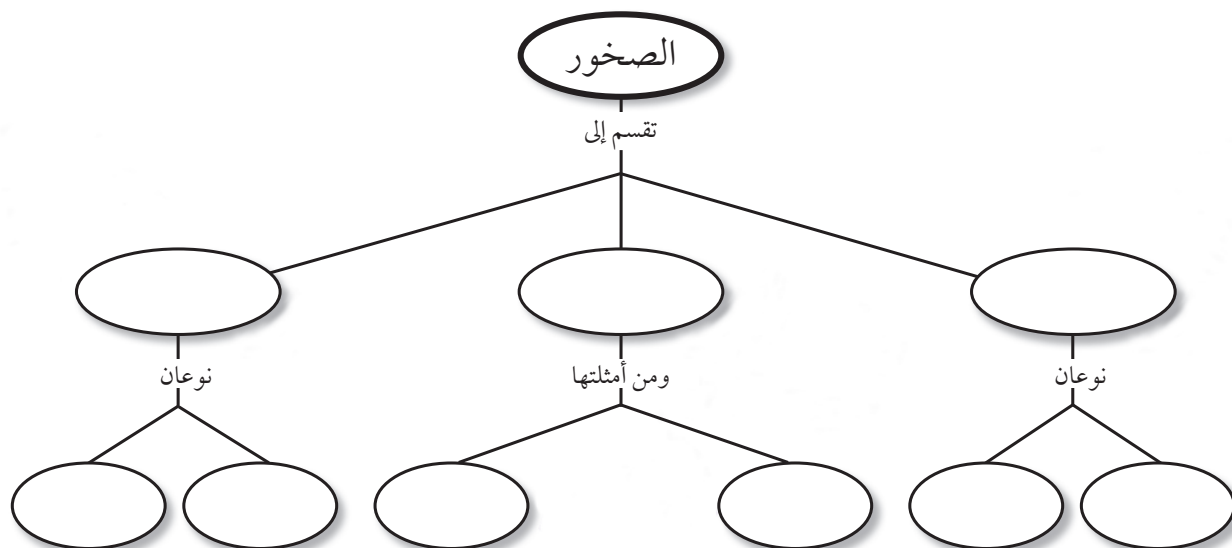 الصخور
تقسم إلى
نوعان
ومن أمثلتها
نوعان